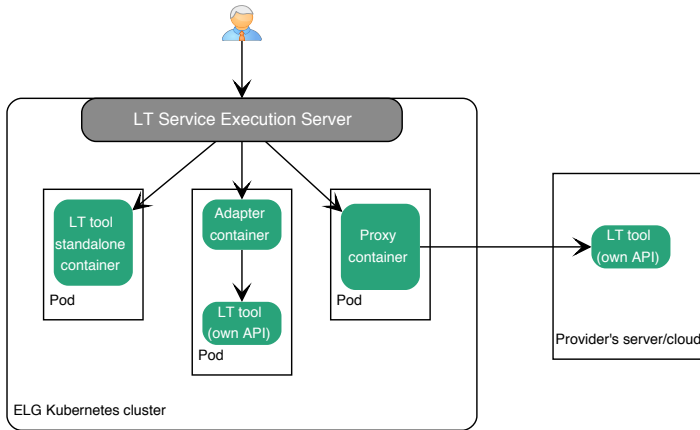 LT Service Execution Server
LT tool
standalone
container
Pod
Adapter
container
LT tool
(own API)
Pod
Proxy
container
Pod
LT tool
(own API)
Provider's server/cloud
ELG Kubernetes cluster